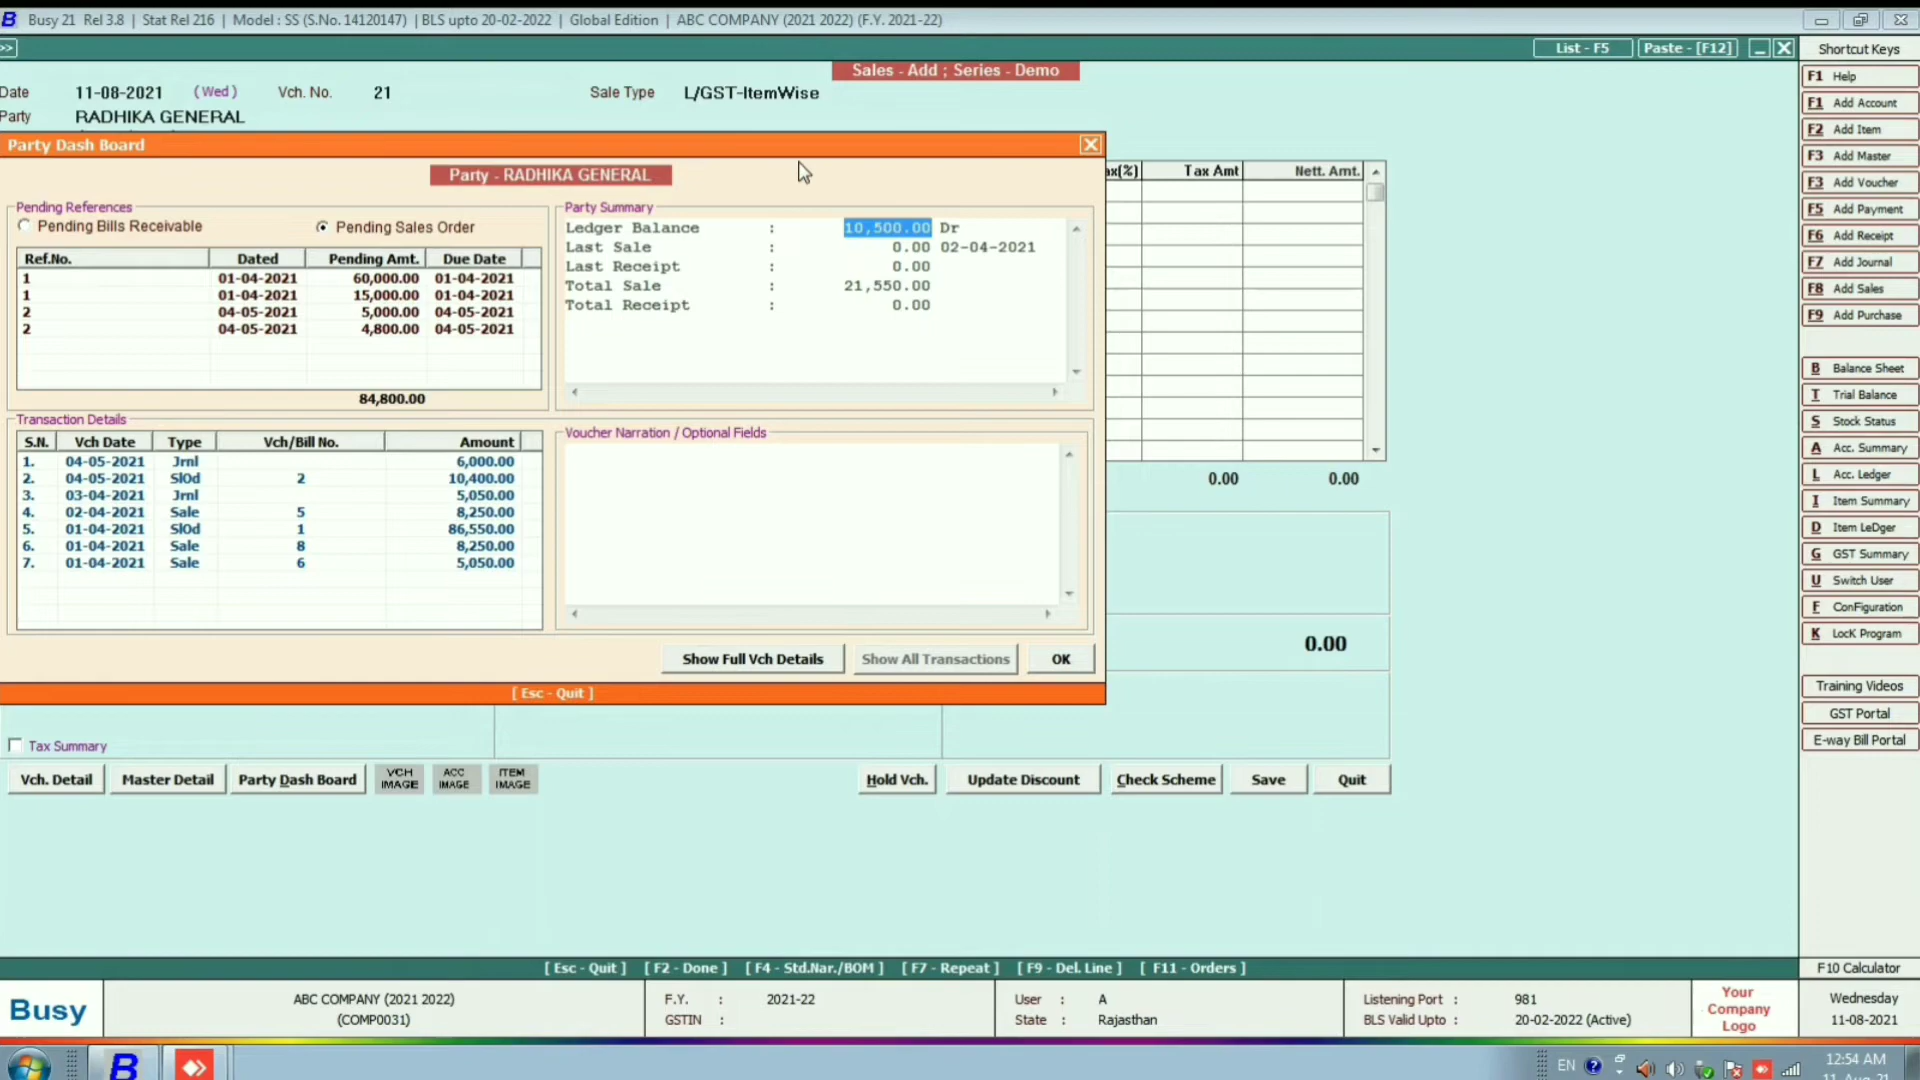 Busy 21 Rel 3.8 | Stat Rel 216 | Model : SS (S.No. 14120147) | BLS upto 20-02-2022 | Global Edition | ABC COMPANY (2021 2022) (F.Y. 2021-22)
>> List - F5 Paste - [F12] Shortcut Keys
Sales - Add ; Series - Demo
Date 11-08-2021 (Wed) Vch. No. 21 Sale Type L/GST-ItemWise
Party RADHIKA GENERAL
Party Dash Board
Party - RADHIKA GENERAL
Pending References
Pending Bills Receivable Pending Sales Order
Ref.No. Dated Pending Amt. Due Date
1 01-04-2021 60,000.00 01-04-2021
1 01-04-2021 15,000.00 01-04-2021
2 04-05-2021 5,000.00 04-05-2021
2 04-05-2021 4,800.00 04-05-2021
84,800.00
Party Summary
Ledger Balance : 10,500.00 Dr
Last Sale : 0.00 02-04-2021
Last Receipt : 0.00
Total Sale : 21,550.00
Total Receipt : 0.00
Transaction Details
S.N. Vch Date Type Vch/Bill No. Amount
1. 04-05-2021 Jrnl 6,000.00
2. 04-05-2021 SlOd 2 10,400.00
3. 03-04-2021 Jrnl 5,050.00
4. 02-04-2021 Sale 5 8,250.00
5. 01-04-2021 SlOd 1 86,550.00
6. 01-04-2021 Sale 8 8,250.00
7. 01-04-2021 Sale 6 5,050.00
Voucher Narration / Optional Fields
Show Full Vch Details Show All Transactions OK
[ Esc - Quit ]
ax(%) Tax Amt Nett. Amt.
0.00 0.00
0.00
Tax Summary
Vch. Detail Master Detail Party Dash Board VCH IMAGE ACC IMAGE ITEM IMAGE Hold Vch. Update Discount Check Scheme Save Quit
F1 Help
F1 Add Account
F2 Add Item
F3 Add Master
F3 Add Voucher
F5 Add Payment
F6 Add Receipt
F7 Add Journal
F8 Add Sales
F9 Add Purchase
B Balance Sheet
T Trial Balance
S Stock Status
A Acc. Summary
L Acc. Ledger
I Item Summary
D Item LeDger
G GST Summary
U Switch User
F ConFiguration
K LocK Program
Training Videos
GST Portal
E-way Bill Portal
[ Esc - Quit ] [ F2 - Done ] [ F4 - Std.Nar./BOM ] [ F7 - Repeat ] [ F9 - Del. Line ] [ F11 - Orders ] F10 Calculator
Busy
ABC COMPANY (2021 2022)
(COMP0031)
F.Y. : 2021-22
GSTIN :
User : A
State : Rajasthan
Listening Port : 981
BLS Valid Upto : 20-02-2022 (Active)
Your
Company
Logo
Wednesday
11-08-2021
B EN 12:54 AM